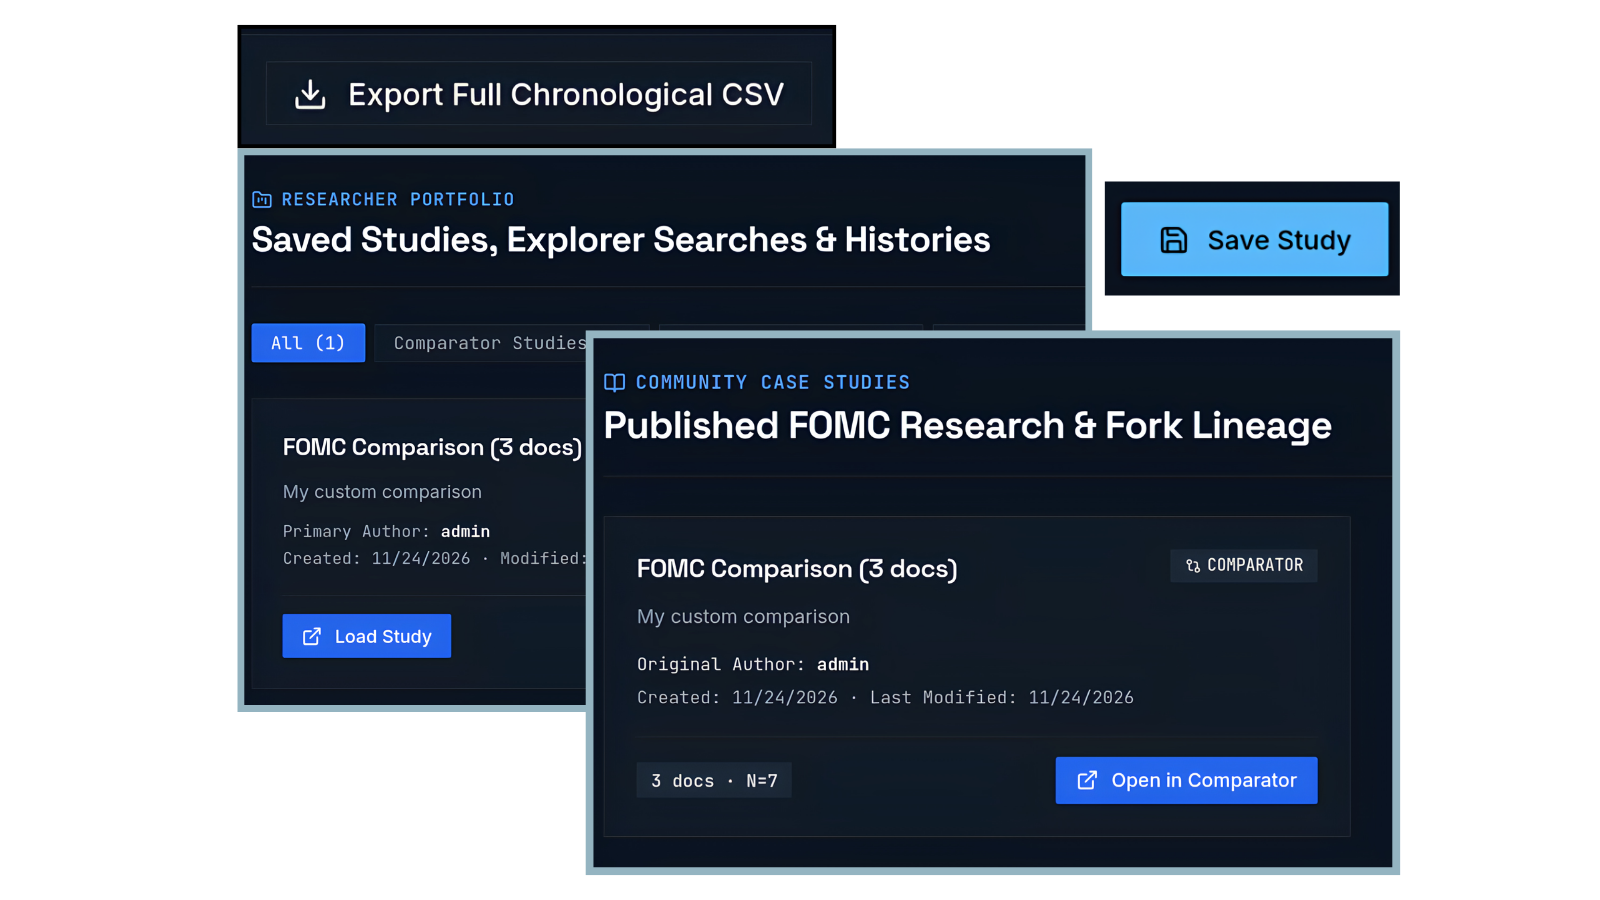 Export Full Chronological CSV
RESEARCHER PORTFOLIO
Saved Studies, Explorer Searches & Histories
Save Study
All (1)
Comparator Studies
FOMC Comparison (3 docs)
My custom comparison
Primary Author: admin
Created: 11/24/2026 · Modified:
Load Study
COMMUNITY CASE STUDIES
Published FOMC Research & Fork Lineage
FOMC Comparison (3 docs)
COMPARATOR
My custom comparison
Original Author: admin
Created: 11/24/2026 · Last Modified: 11/24/2026
3 docs · N=7
Open in Comparator